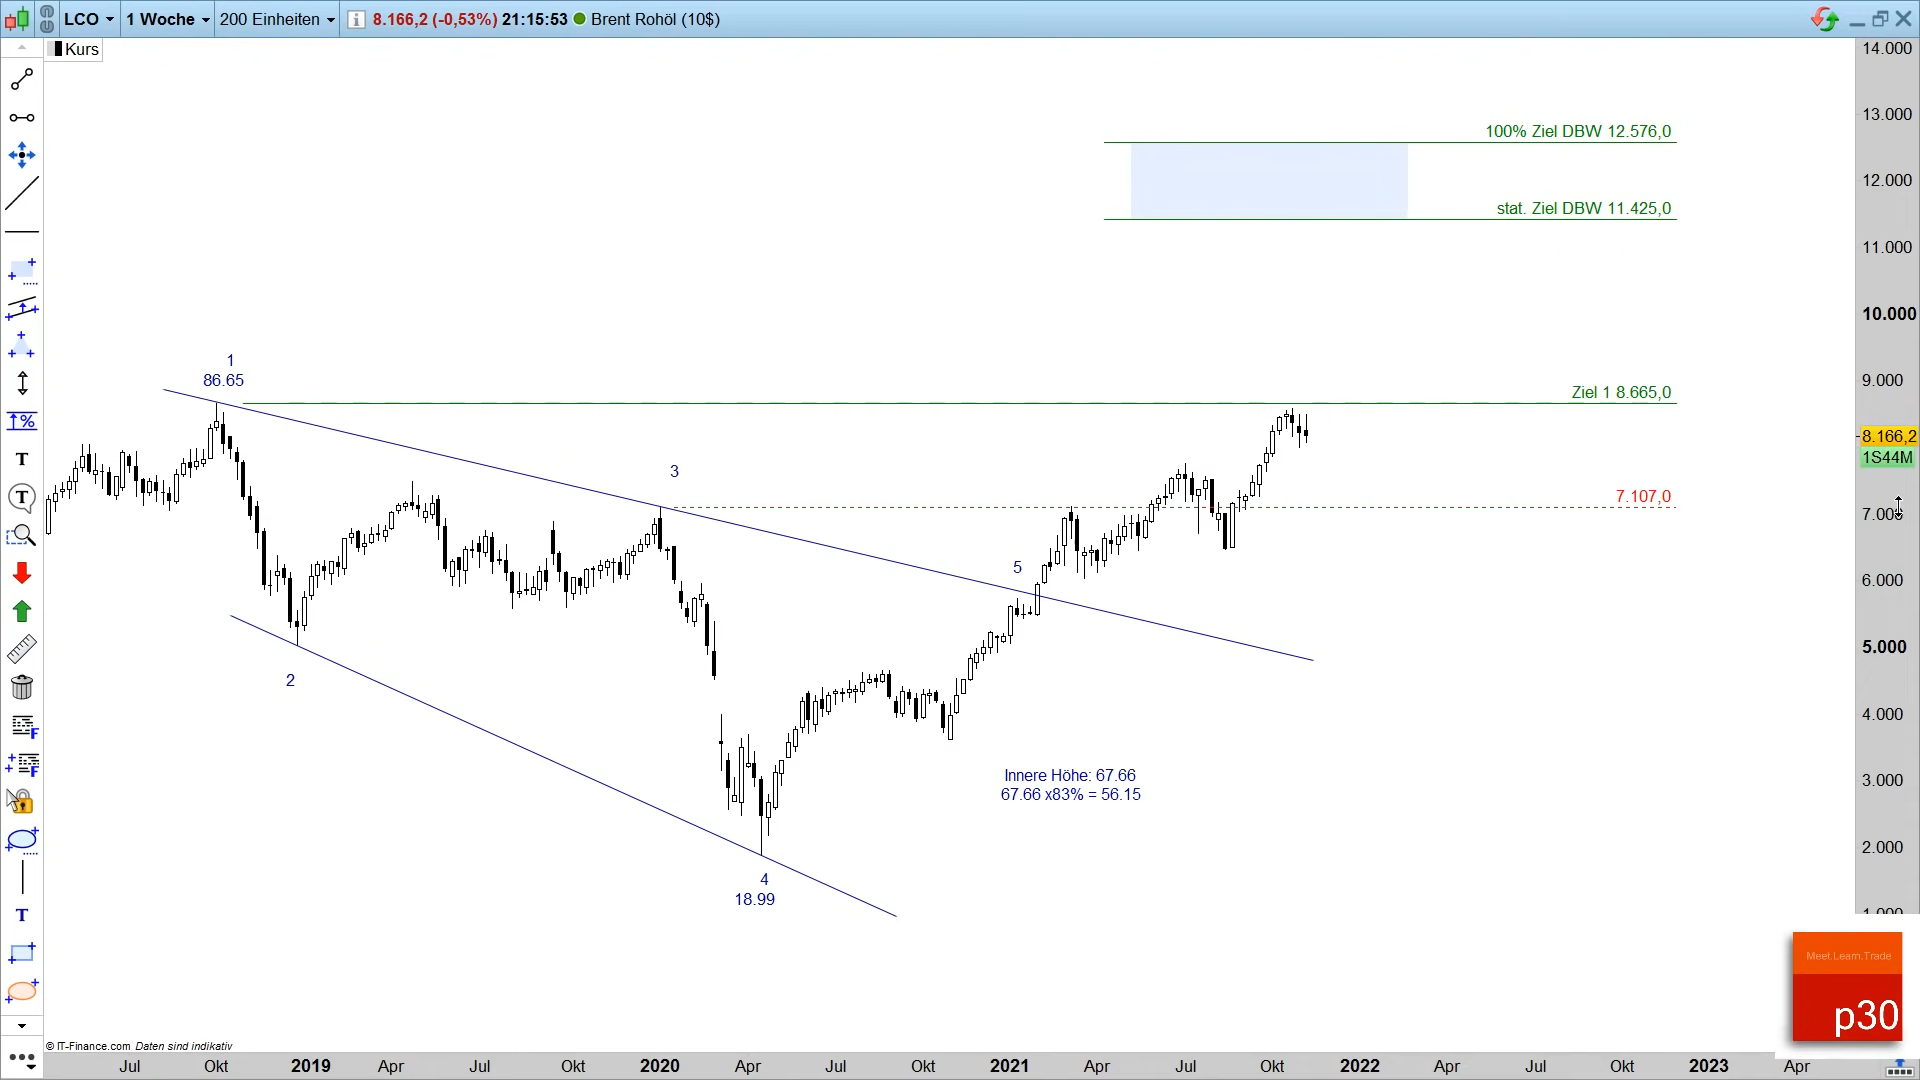 LCO 1 Woche 200 Einheiten 8.166,2 (-0,53%) 21:15:53 Brent Rohöl (10$)
Kurs
14.000
13.000
100% Ziel DBW 12.576,0
12.000
stat. Ziel DBW 11.425,0
11.000
10.000
1
86.65
9.000
Ziel 1 8.665,0
8.166,2
1S44M
3
7.107,0
7.000
5
6.000
5.000
2
4.000
Innere Höhe: 67.66
67.66 x83% = 56.15
3.000
2.000
4
18.99
1.000
T
T
%
T
F
F
Meet.Learn.Trade
p30
© IT-Finance.com Daten sind indikativ
Jul Okt 2019 Apr Jul Okt 2020 Apr Jul Okt 2021 Apr Jul Okt 2022 Apr Jul Okt 2023 Apr